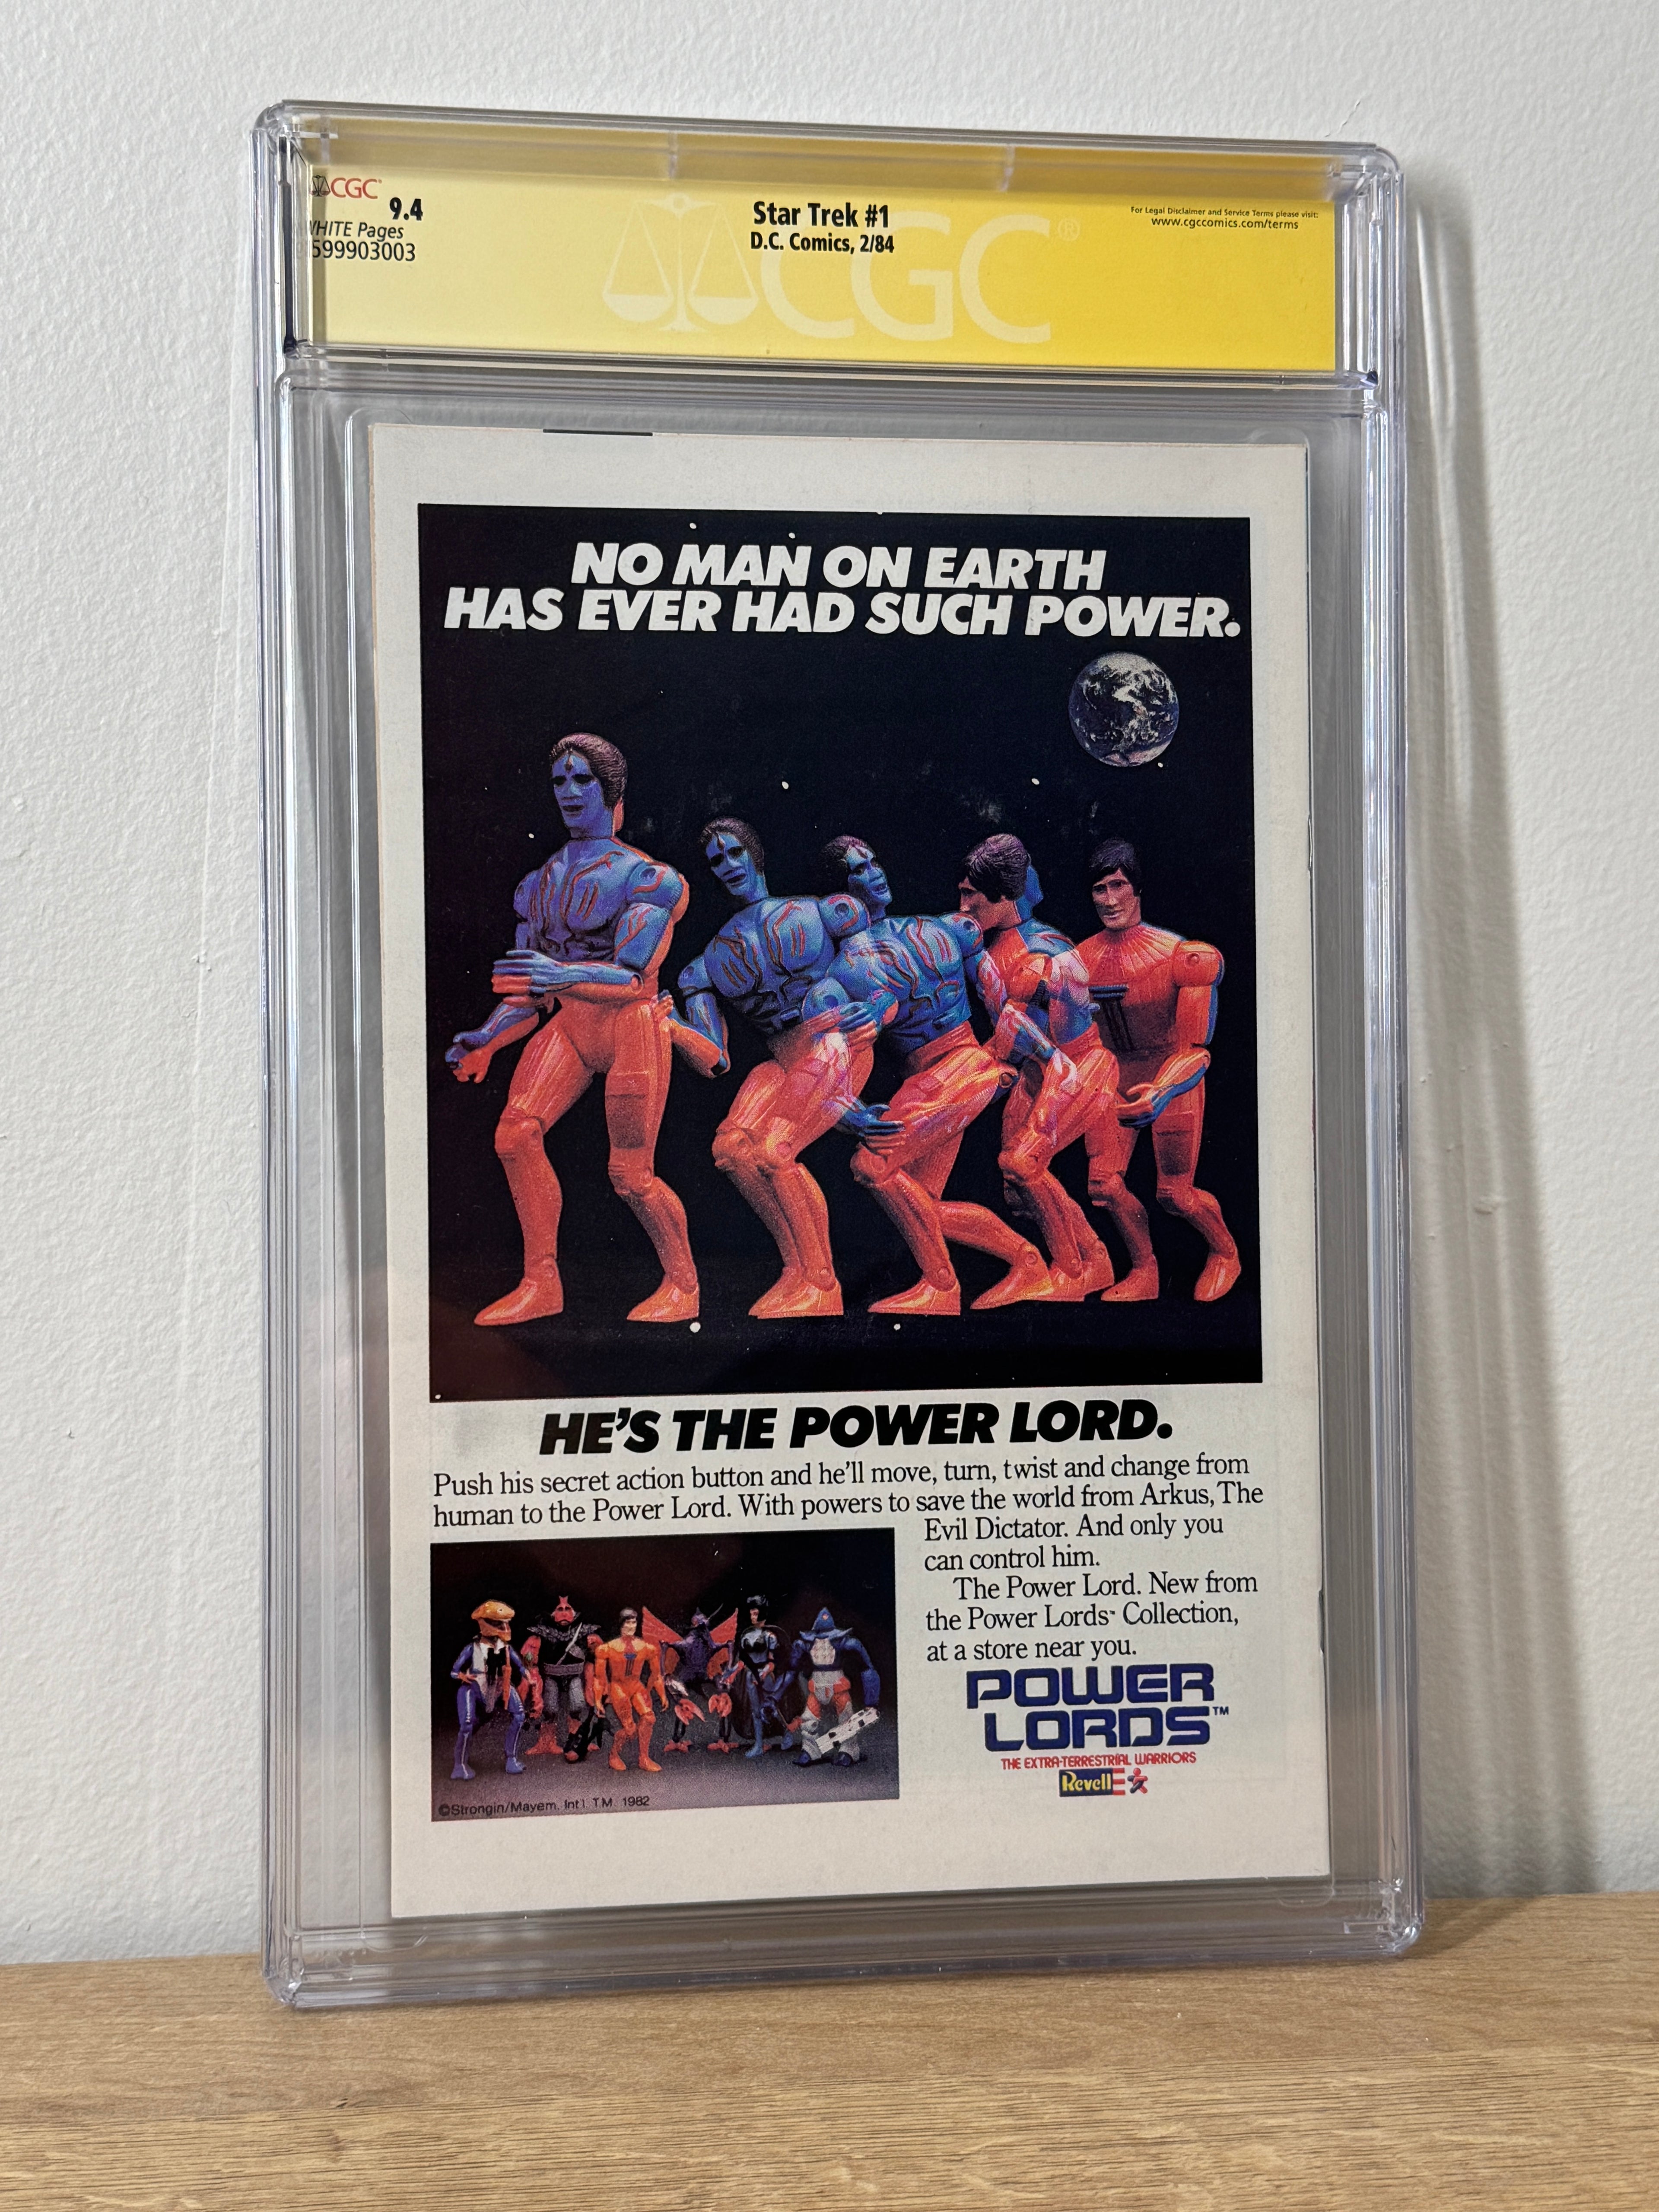 CGC
9.4
WHITE Pages
599903003
Star Trek #1
D.C. Comics, 2/84
For Legal Disclaimer and Service Terms please visit:
www.cgccomics.com/terms
CGC®
NO MAN ON EARTH
HAS EVER HAD SUCH POWER.
HE'S THE POWER LORD.
Push his secret action button and he'll move, turn, twist and change from
human to the Power Lord. With powers to save the world from Arkus, The
Evil Dictator. And only you
can control him.
The Power Lord. New from
the Power Lords™ Collection,
at a store near you.
POWER
LORDS™
THE EXTRA-TERRESTRIAL WARRIORS
Revell
©Strongin/Mayem. Int'l. T.M. 1982